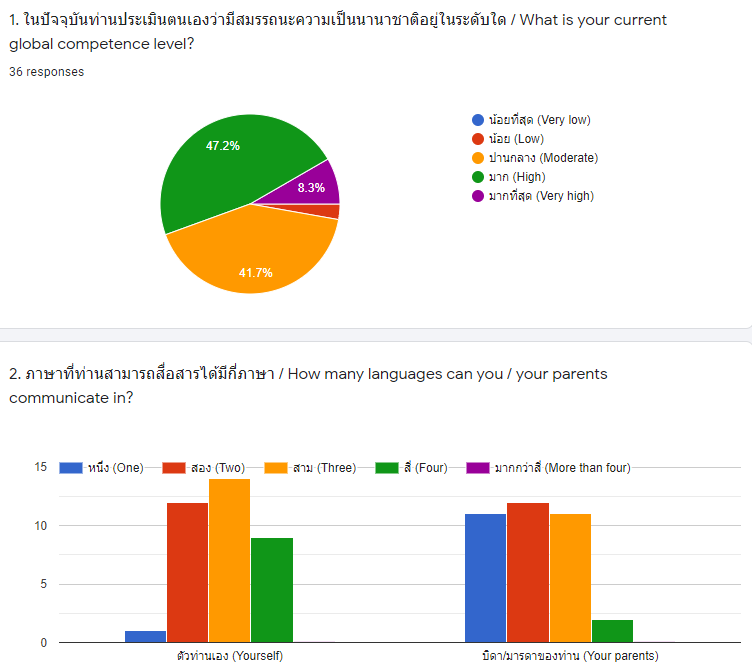 1. ในปัจจุบันท่านประเมินตนเองว่ามีสมรรถนะความเป็นนานาชาติอยู่ในระดับใด / What is your current
global competence level?
36 responses
47.2%
8.3%
41.7%
น้อยที่สุด (Very low)
น้อย (Low)
ปานกลาง (Moderate)
มาก (High)
มากที่สุด (Very high)
2. ภาษาที่ท่านสามารถสื่อสารได้มีกี่ภาษา / How many languages can you / your parents
communicate in?
หนึ่ง (One) สอง (Two) สาม (Three) สี่ (Four) มากกว่าสี่ (More than four)
15
10
5
0
ตัวท่านเอง (Yourself) บิดา/มารดาของท่าน (Your parents)